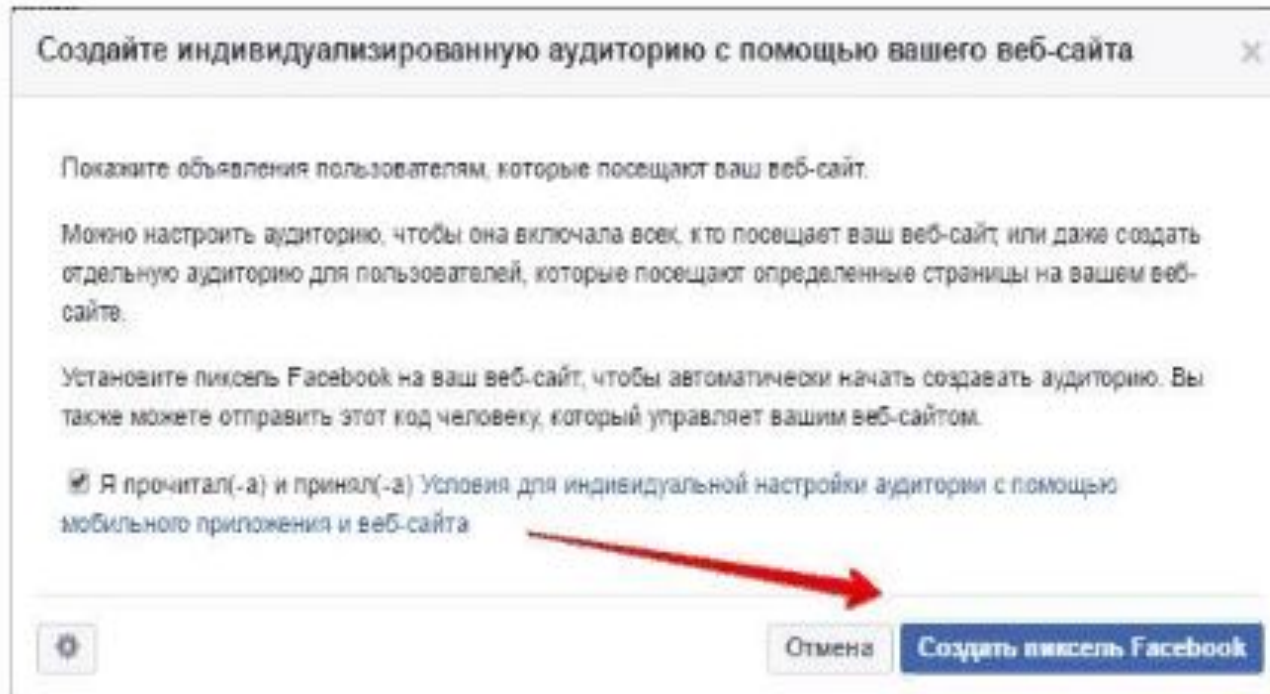 Создайте индивидуализированную аудиторию с помощью вашего веб-сайта
Покажите объявления пользователям, которые посещают ваш веб-сайт.
Можно настроить аудиторию, чтобы она включала всех, кто посещает ваш веб-сайт, или даже создать
отдельную аудиторию для пользователей, которые посещают определенные страницы на вашем веб-
сайте.
Установите пиксель Facebook на ваш веб-сайт, чтобы автоматически начать создавать аудиторию. Вы
также можете отправить этот код человеку, который управляет вашим веб-сайтом.
Я прочитал(-а) и принял(-а) Условия для индивидуальной настройки аудитории с помощью
мобильного приложения и веб-сайта
Отмена Создать пиксель Facebook